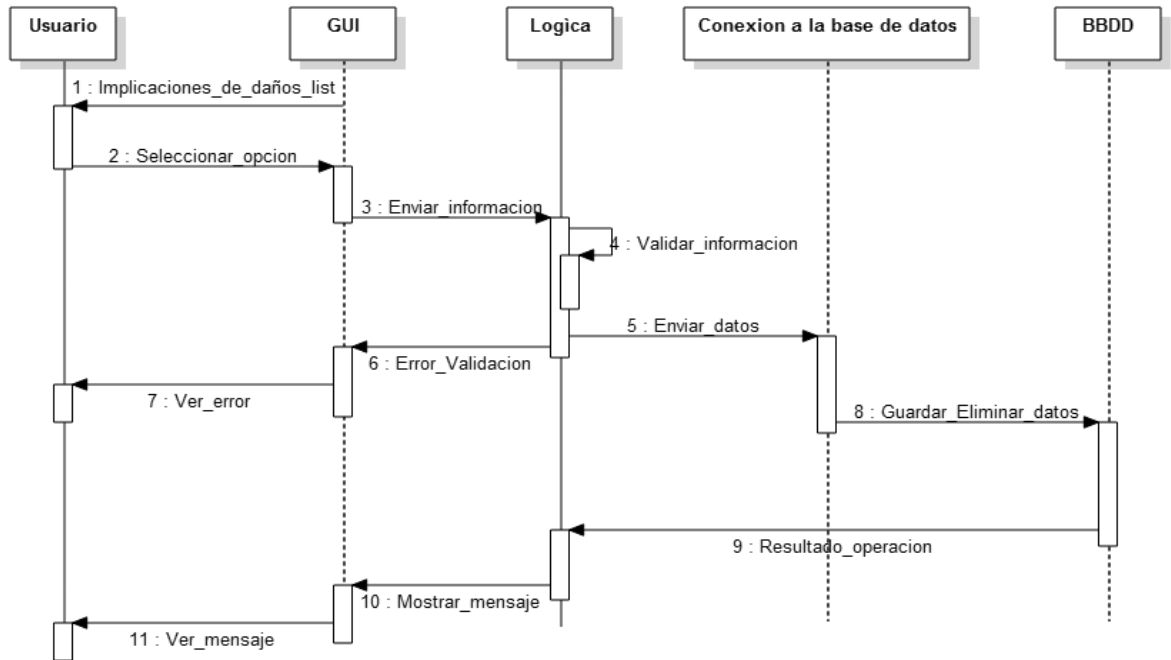 Usuario
GUI
Logica
Conexion a la base de datos
BBDD
1 : Implicaciones_de_daños_list
2 : Seleccionar_opcion
3 : Enviar_informacion
4 : Validar_informacion
5 : Enviar_datos
6 : Error_Validacion
7 : Ver_error
8 : Guardar_Eliminar_datos
9 : Resultado_operacion
10 : Mostrar_mensaje
11 : Ver_mensaje